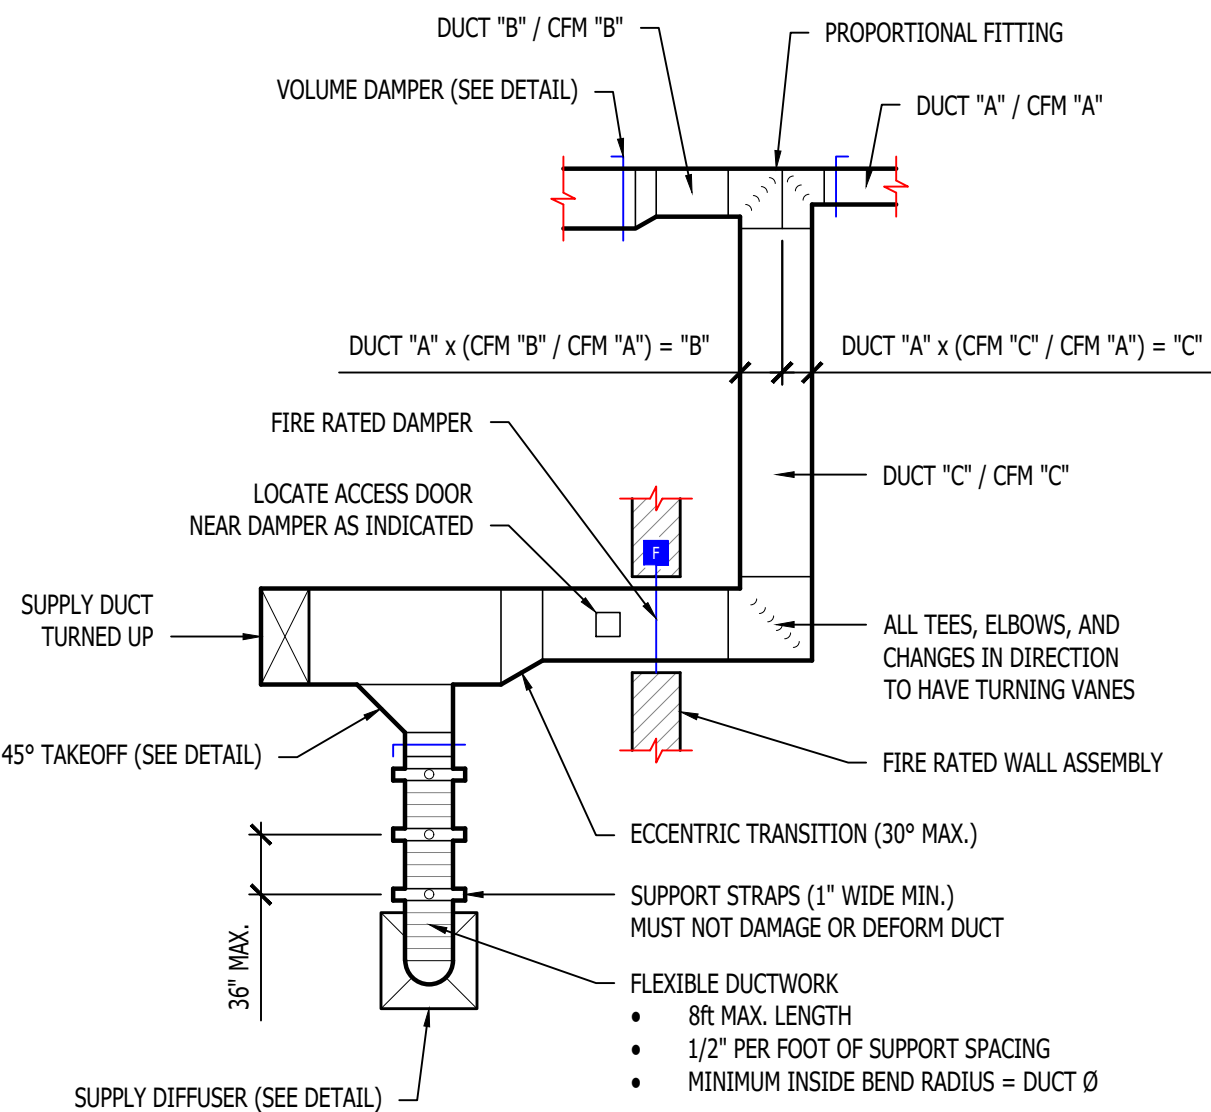 DUCT "B" / CFM "B"
PROPORTIONAL FITTING
VOLUME DAMPER (SEE DETAIL)
DUCT "A" / CFM "A"
DUCT "A" x (CFM "B" / CFM "A") = "B"
DUCT "A" x (CFM "C" / CFM "A") = "C"
FIRE RATED DAMPER
DUCT "C" / CFM "C"
LOCATE ACCESS DOOR
NEAR DAMPER AS INDICATED
F
SUPPLY DUCT
TURNED UP
ALL TEES, ELBOWS, AND
CHANGES IN DIRECTION
TO HAVE TURNING VANES
45° TAKEOFF (SEE DETAIL)
FIRE RATED WALL ASSEMBLY
ECCENTRIC TRANSITION (30° MAX.)
SUPPORT STRAPS (1" WIDE MIN.)
MUST NOT DAMAGE OR DEFORM DUCT
36" MAX.
FLEXIBLE DUCTWORK
• 8ft MAX. LENGTH
• 1/2" PER FOOT OF SUPPORT SPACING
• MINIMUM INSIDE BEND RADIUS = DUCT Ø
SUPPLY DIFFUSER (SEE DETAIL)